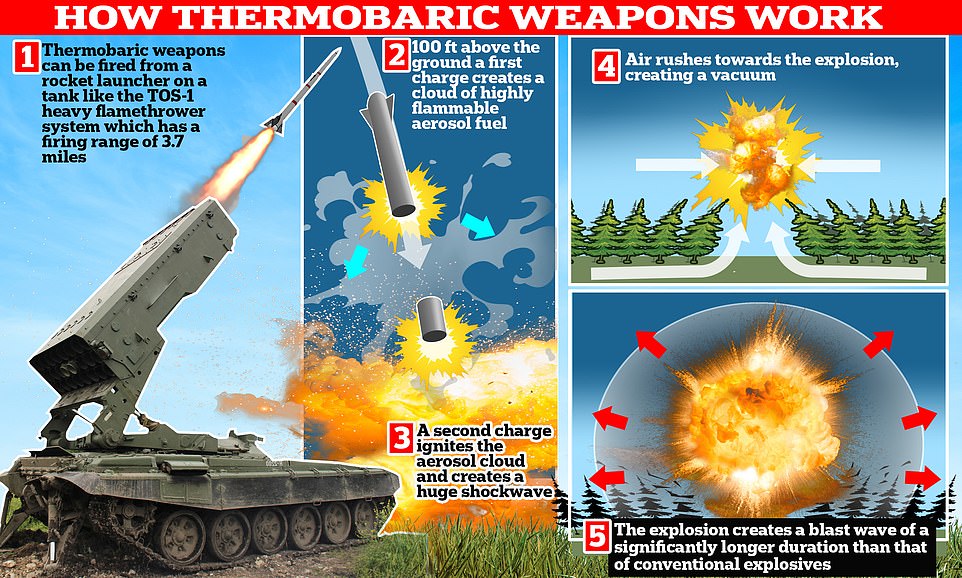 HOW THERMOBARIC WEAPONS WORK
1
Thermobaric weapons
can be fired from a
rocket launcher on a
tank like the TOS-1
heavy flamethrower
system which has a
firing range of 3.7
miles
2
100 ft above the
ground a first
charge creates a
cloud of highly
flammable
aerosol fuel
3
A second charge
ignites the
aerosol cloud
and creates a
huge shockwave
4
Air rushes towards the explosion,
creating a vacuum
5
The explosion creates a blast wave of a
significantly longer duration than that
of conventional explosives